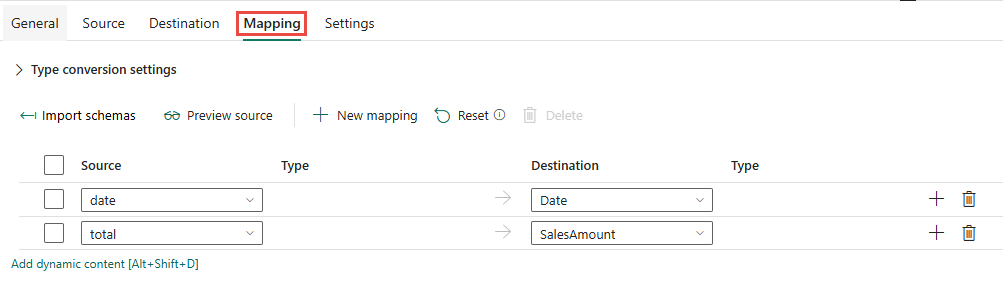 General Source Destination Mapping Settings
Type conversion settings
Import schemas Preview source New mapping Reset Delete
Source Type Destination Type
date Date
total SalesAmount
Add dynamic content [Alt+Shift+D]